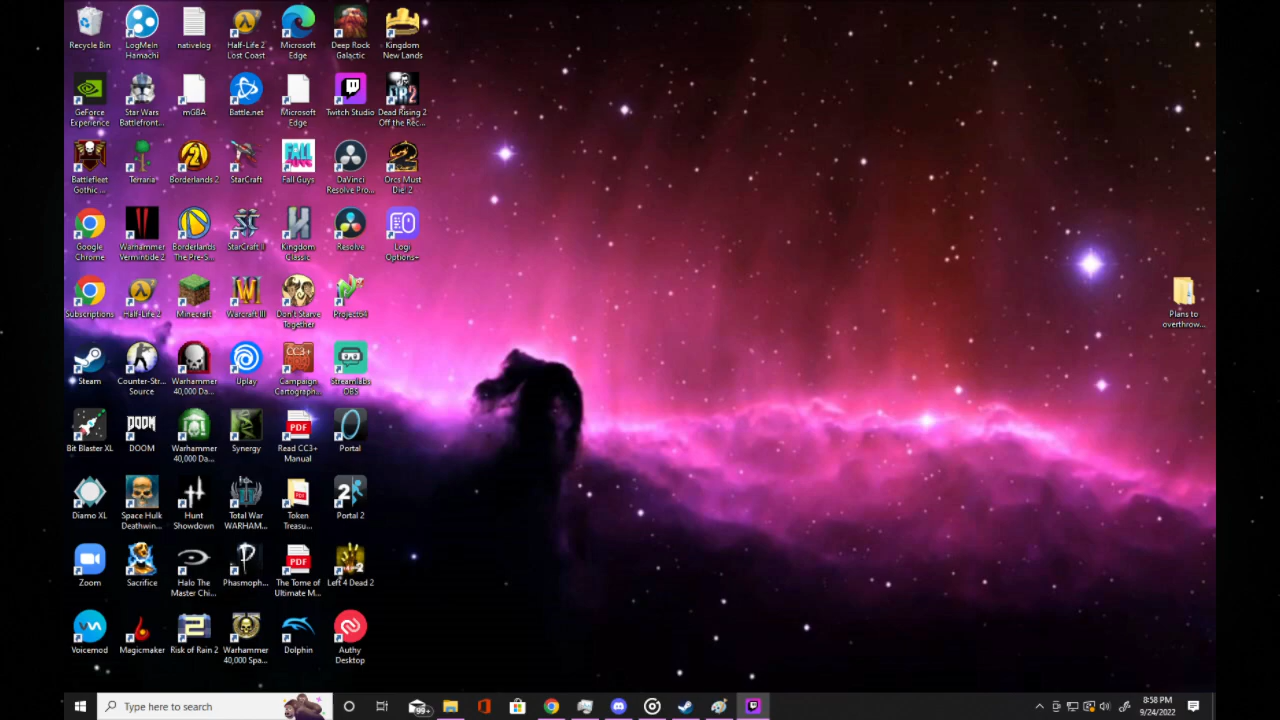 Recycle Bin
LogMeIn
Hamachi
nativelog
Half-Life 2
Lost Coast
Microsoft
Edge
Deep Rock
Galactic
Kingdom
New Lands
GeForce
Experience
Star Wars
Battlefront...
mGBA
Battle.net
Microsoft
Edge
Twitch Studio
Dead Rising 2
Off the Rec...
Battlefleet
Gothic ...
Terraria
Borderlands 2
StarCraft
FALL
Fall Guys
DaVinci
Resolve Pro...
Orcs Must
Die! 2
Google
Chrome
Warhammer
Vermintide 2
Borderlands
The Pre-S...
StarCraft II
Kingdom
Classic
Resolve
Logi
Options+
Subscriptions
Half-Life 2
Minecraft
Warcraft III
Don't Starve
Together
Project64
Plans to
overthrow...
Steam
Counter-Str...
Source
Warhammer
40,000 Da...
Uplay
CC3+
Campaign
Cartograph...
Streamlabs
OBS
Bit Blaster XL
DOOM
DOOM
Warhammer
40,000 Da...
Synergy
PDF
Read CC3+
Manual
Portal
Diamo XL
Space Hulk
Deathwin...
Hunt
Showdown
Total War
WARHAM...
Token
Treasu...
2
Portal 2
Zoom
Sacrifice
Halo The
Master Chi...
Phasmoph...
PDF
The Tome of
Ultimate M...
Left 4 Dead 2
Voicemod
Magicmaker
Risk of Rain 2
Warhammer
40,000 Spa...
Dolphin
Authy
Desktop
Type here to search
8:58 PM
9/24/2022